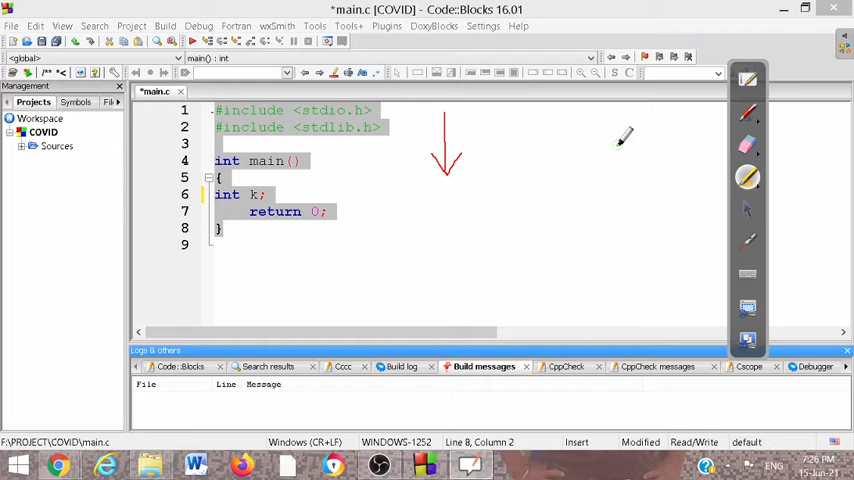 *main.c [COVID] - Code::Blocks 16.01
File Edit View Search Project Build Debug Fortran wxSmith Tools Tools+ Plugins DoxyBlocks Settings Help
<global> main() : int
/** *<
S C
Management
*main.c ×
Projects Symbols Fil
Workspace
COVID
Sources
1 #include <stdio.h>
2 #include <stdlib.h>
3
4 int main()
5 {
6 int k;
7 return 0;
8 }
9
Logs & others
Code::Blocks Search results Cccc Build log Build messages CppCheck CppCheck messages Cscope Debugger
File Line Message
F:\PROJECT\COVID\main.c Windows (CR+LF) WINDOWS-1252 Line 8, Column 2 Insert Modified Read/Write default
ENG
7:26 PM
15-Jun-21